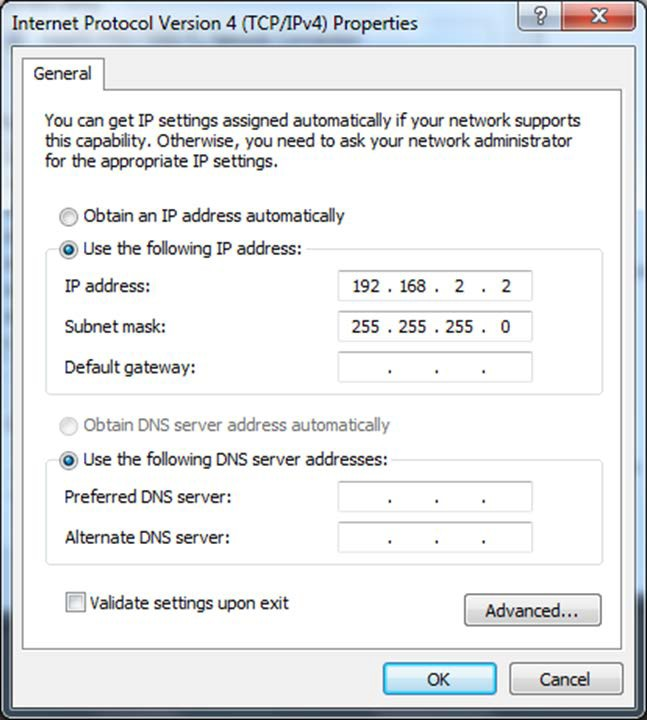 Internet Protocol Version 4 (TCP/IPv4) Properties
?
General
You can get IP settings assigned automatically if your network supports
this capability. Otherwise, you need to ask your network administrator
for the appropriate IP settings.
Obtain an IP address automatically
Use the following IP address:
IP address: 192 . 168 . 2 . 2
Subnet mask: 255 . 255 . 255 . 0
Default gateway: . . .
Obtain DNS server address automatically
Use the following DNS server addresses:
Preferred DNS server: . . .
Alternate DNS server: . . .
Validate settings upon exit
Advanced...
OK Cancel